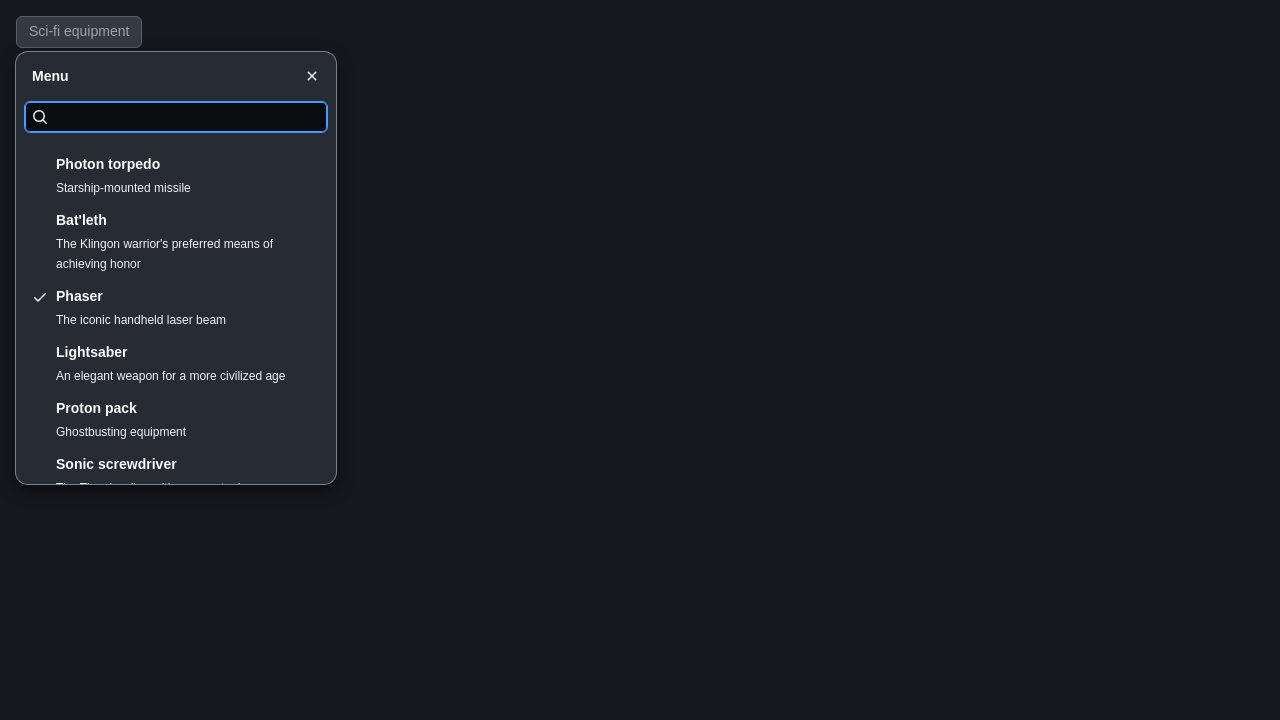 Sci-fi equipment
Menu
Photon torpedo
Starship-mounted missile
Bat'leth
The Klingon warrior's preferred means of
achieving honor
Phaser
The iconic handheld laser beam
Lightsaber
An elegant weapon for a more civilized age
Proton pack
Ghostbusting equipment
Sonic screwdriver